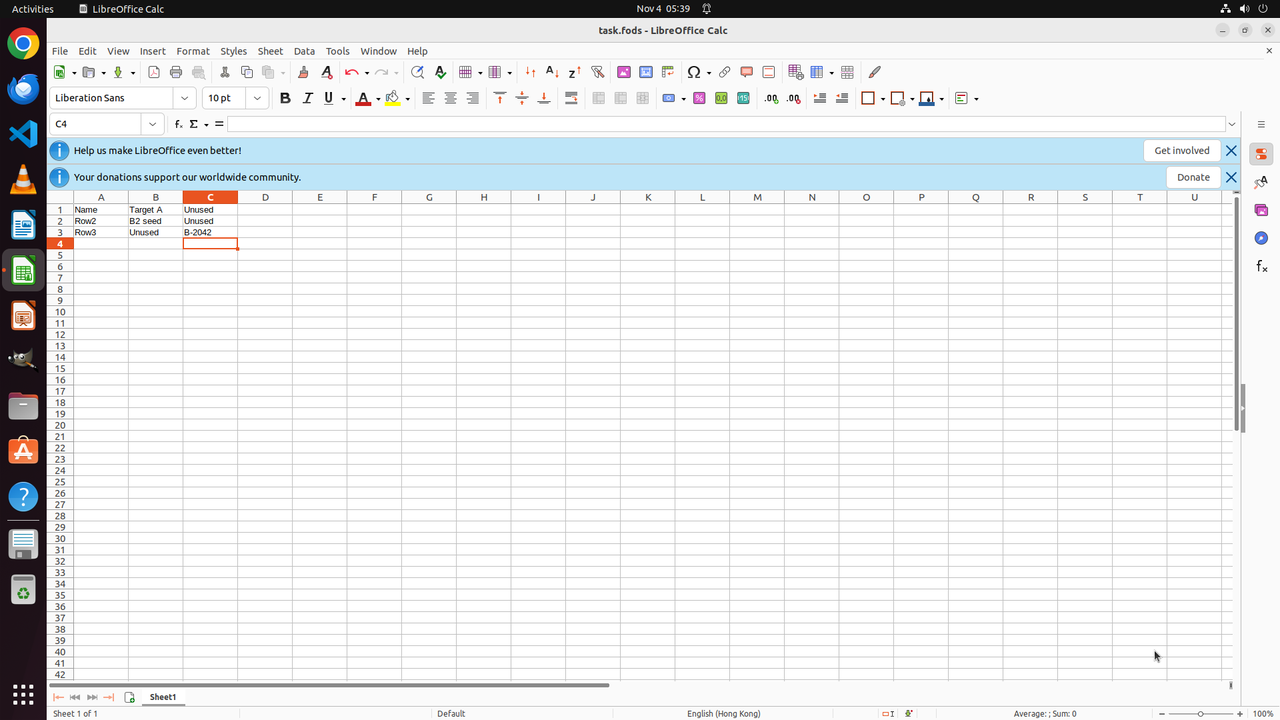 Activities
LibreOffice Calc
Nov 4 05:39
task.fods - LibreOffice Calc
File Edit View Insert Format Styles Sheet Data Tools Window Help
Liberation Sans
10 pt
C4
Help us make LibreOffice even better!
Get involved
Your donations support our worldwide community.
Donate
A B C D E F G H I J K L M N O P Q R S T U
1 Name Target A Unused
2 Row2 B2 seed Unused
3 Row3 Unused B-2042
4
5
6
7
8
9
10
11
12
13
14
15
16
17
18
19
20
21
22
23
24
25
26
27
28
29
30
31
32
33
34
35
36
37
38
39
40
41
42
Sheet1
Sheet 1 of 1
Default
English (Hong Kong)
Average: ; Sum: 0
100%